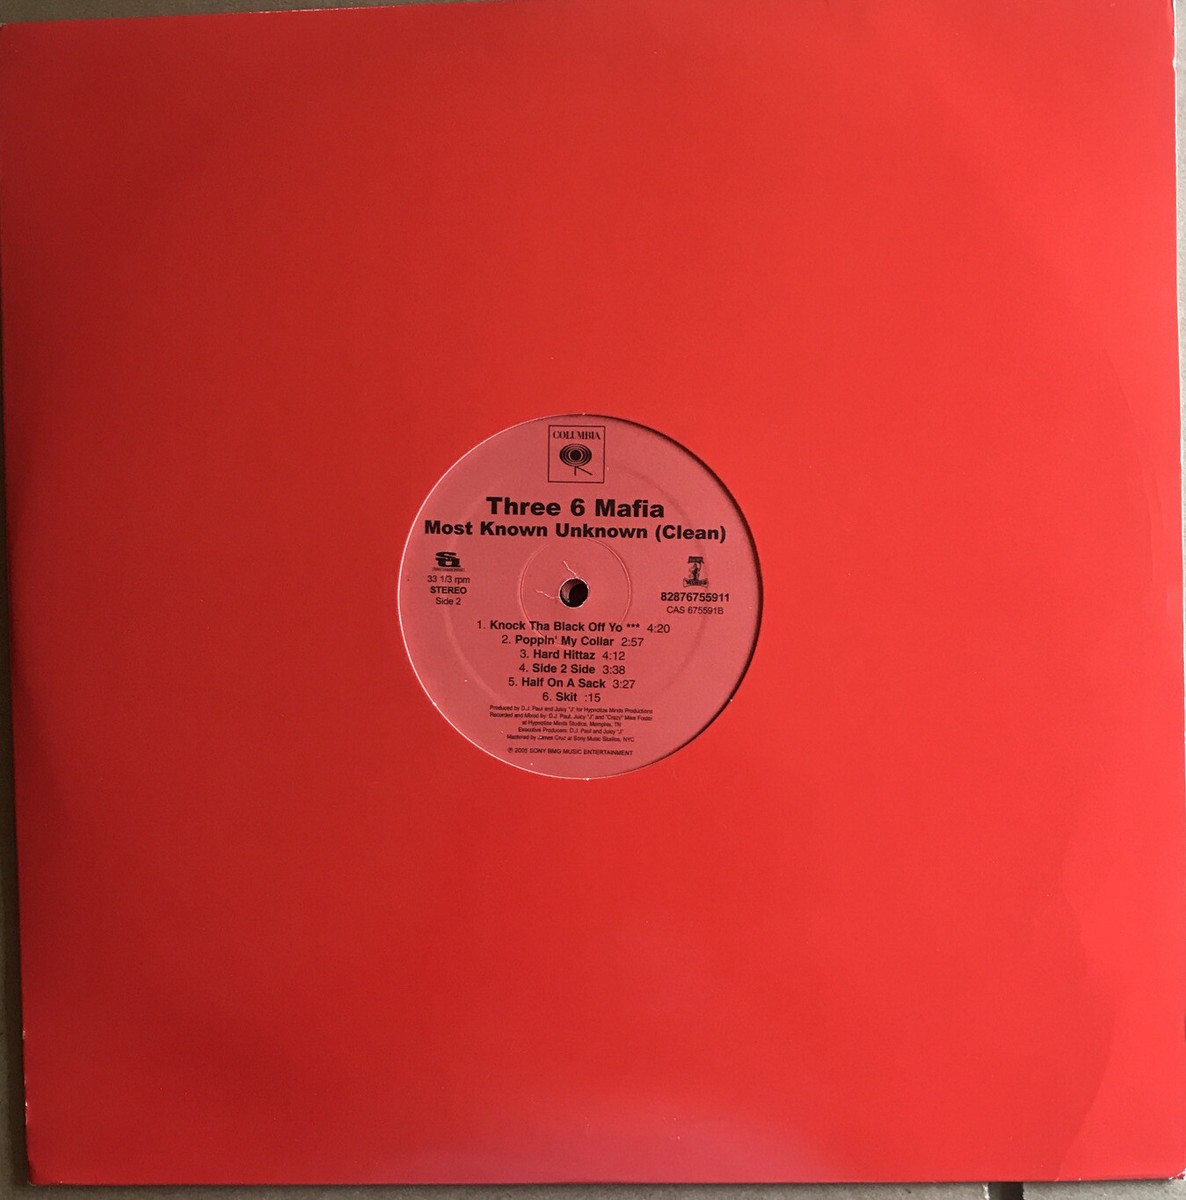 COLUMBIA
Three 6 Mafia
Most Known Unknown (Clean)
33 1/3 rpm
STEREO
Side 2
82876755911
CAS 675591B
1. Knock Tha Black Off Yo *** 4:20
2. Poppin' My Collar 2:57
3. Hard Hittaz 4:12
4. Side 2 Side 3:38
5. Half On A Sack 3:27
6. Skit :15
Produced by D.J. Paul and Juicy "J" for Hypnotize Minds Productions
Recorded and Mixed by: D.J. Paul, Juicy "J" and "Crazy" Mike Foster
at Hypnotize Minds Studios, Memphis, TN
Executive Producers: D.J. Paul and Juicy "J"
Mastered by James Cruz at Sony Music Studios, NYC
℗ 2005 SONY BMG MUSIC ENTERTAINMENT